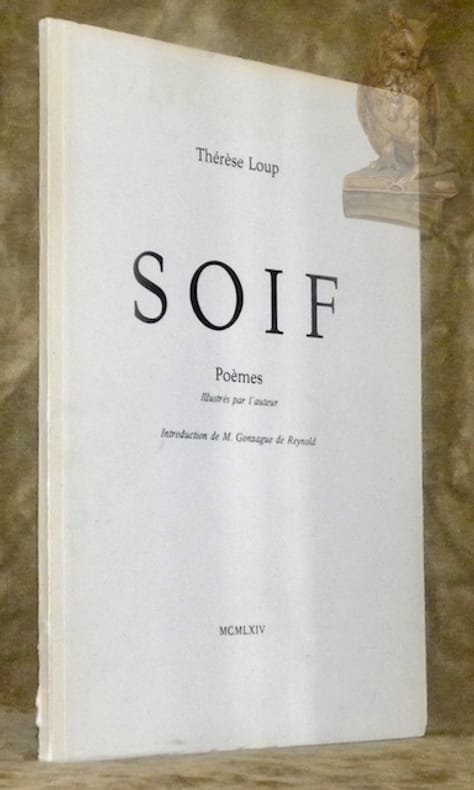 Thérèse Loup
SOIF
Poèmes
Illustrés par l'auteur
Introduction de M. Gonzague de Reynold
MCMLXIV